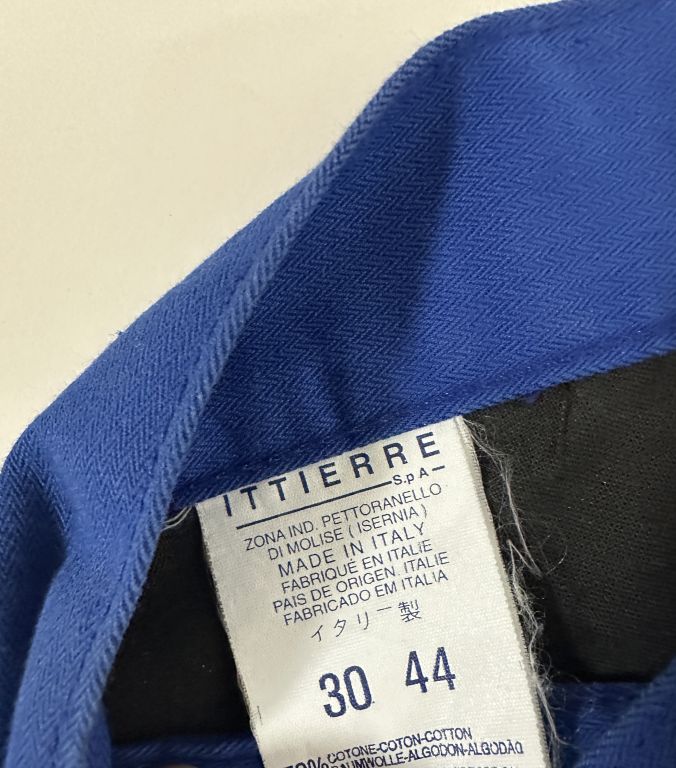 ITTIERRE
S.p.A
ZONA IND. PETTORANELLO
DI MOLISE (ISERNIA)
MADE IN ITALY
FABRIQUÉ EN ITALIE
PAIS DE ORIGEN. ITALIE
FABRICADO EM ITALIA
イタリー製
30 44
COTONE-COTON-COTTON
BAUMWOLLE-ALGODON-ALGODÃO